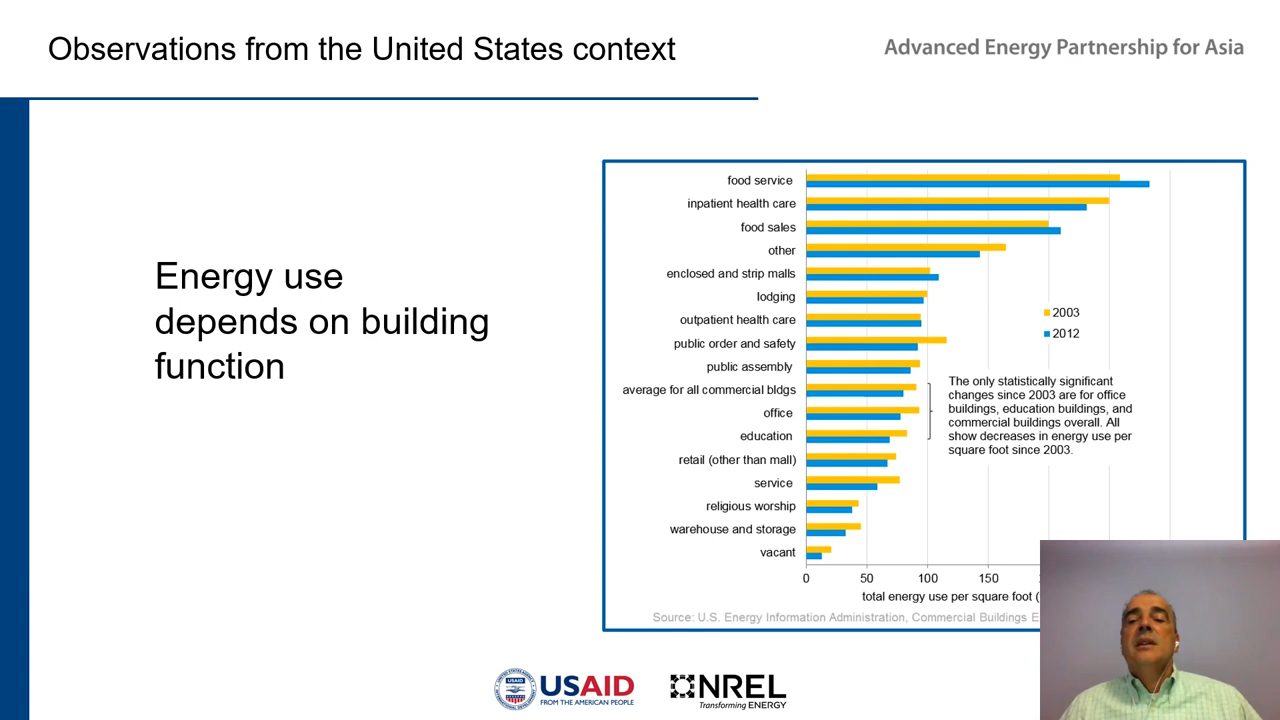 Observations from the United States context
Advanced Energy Partnership for Asia
Energy use
depends on building
function
food service
inpatient health care
food sales
other
enclosed and strip malls
lodging
outpatient health care
public order and safety
public assembly
average for all commercial bldgs
office
education
retail (other than mall)
service
religious worship
warehouse and storage
vacant
2003
2012
The only statistically significant
changes since 2003 are for office
buildings, education buildings, and
commercial buildings overall. All
show decreases in energy use per
square foot since 2003.
0 50 100 150
total energy use per square foot (
Source: U.S. Energy Information Administration, Commercial Buildings E
USAID
FROM THE AMERICAN PEOPLE
NREL
Transforming ENERGY